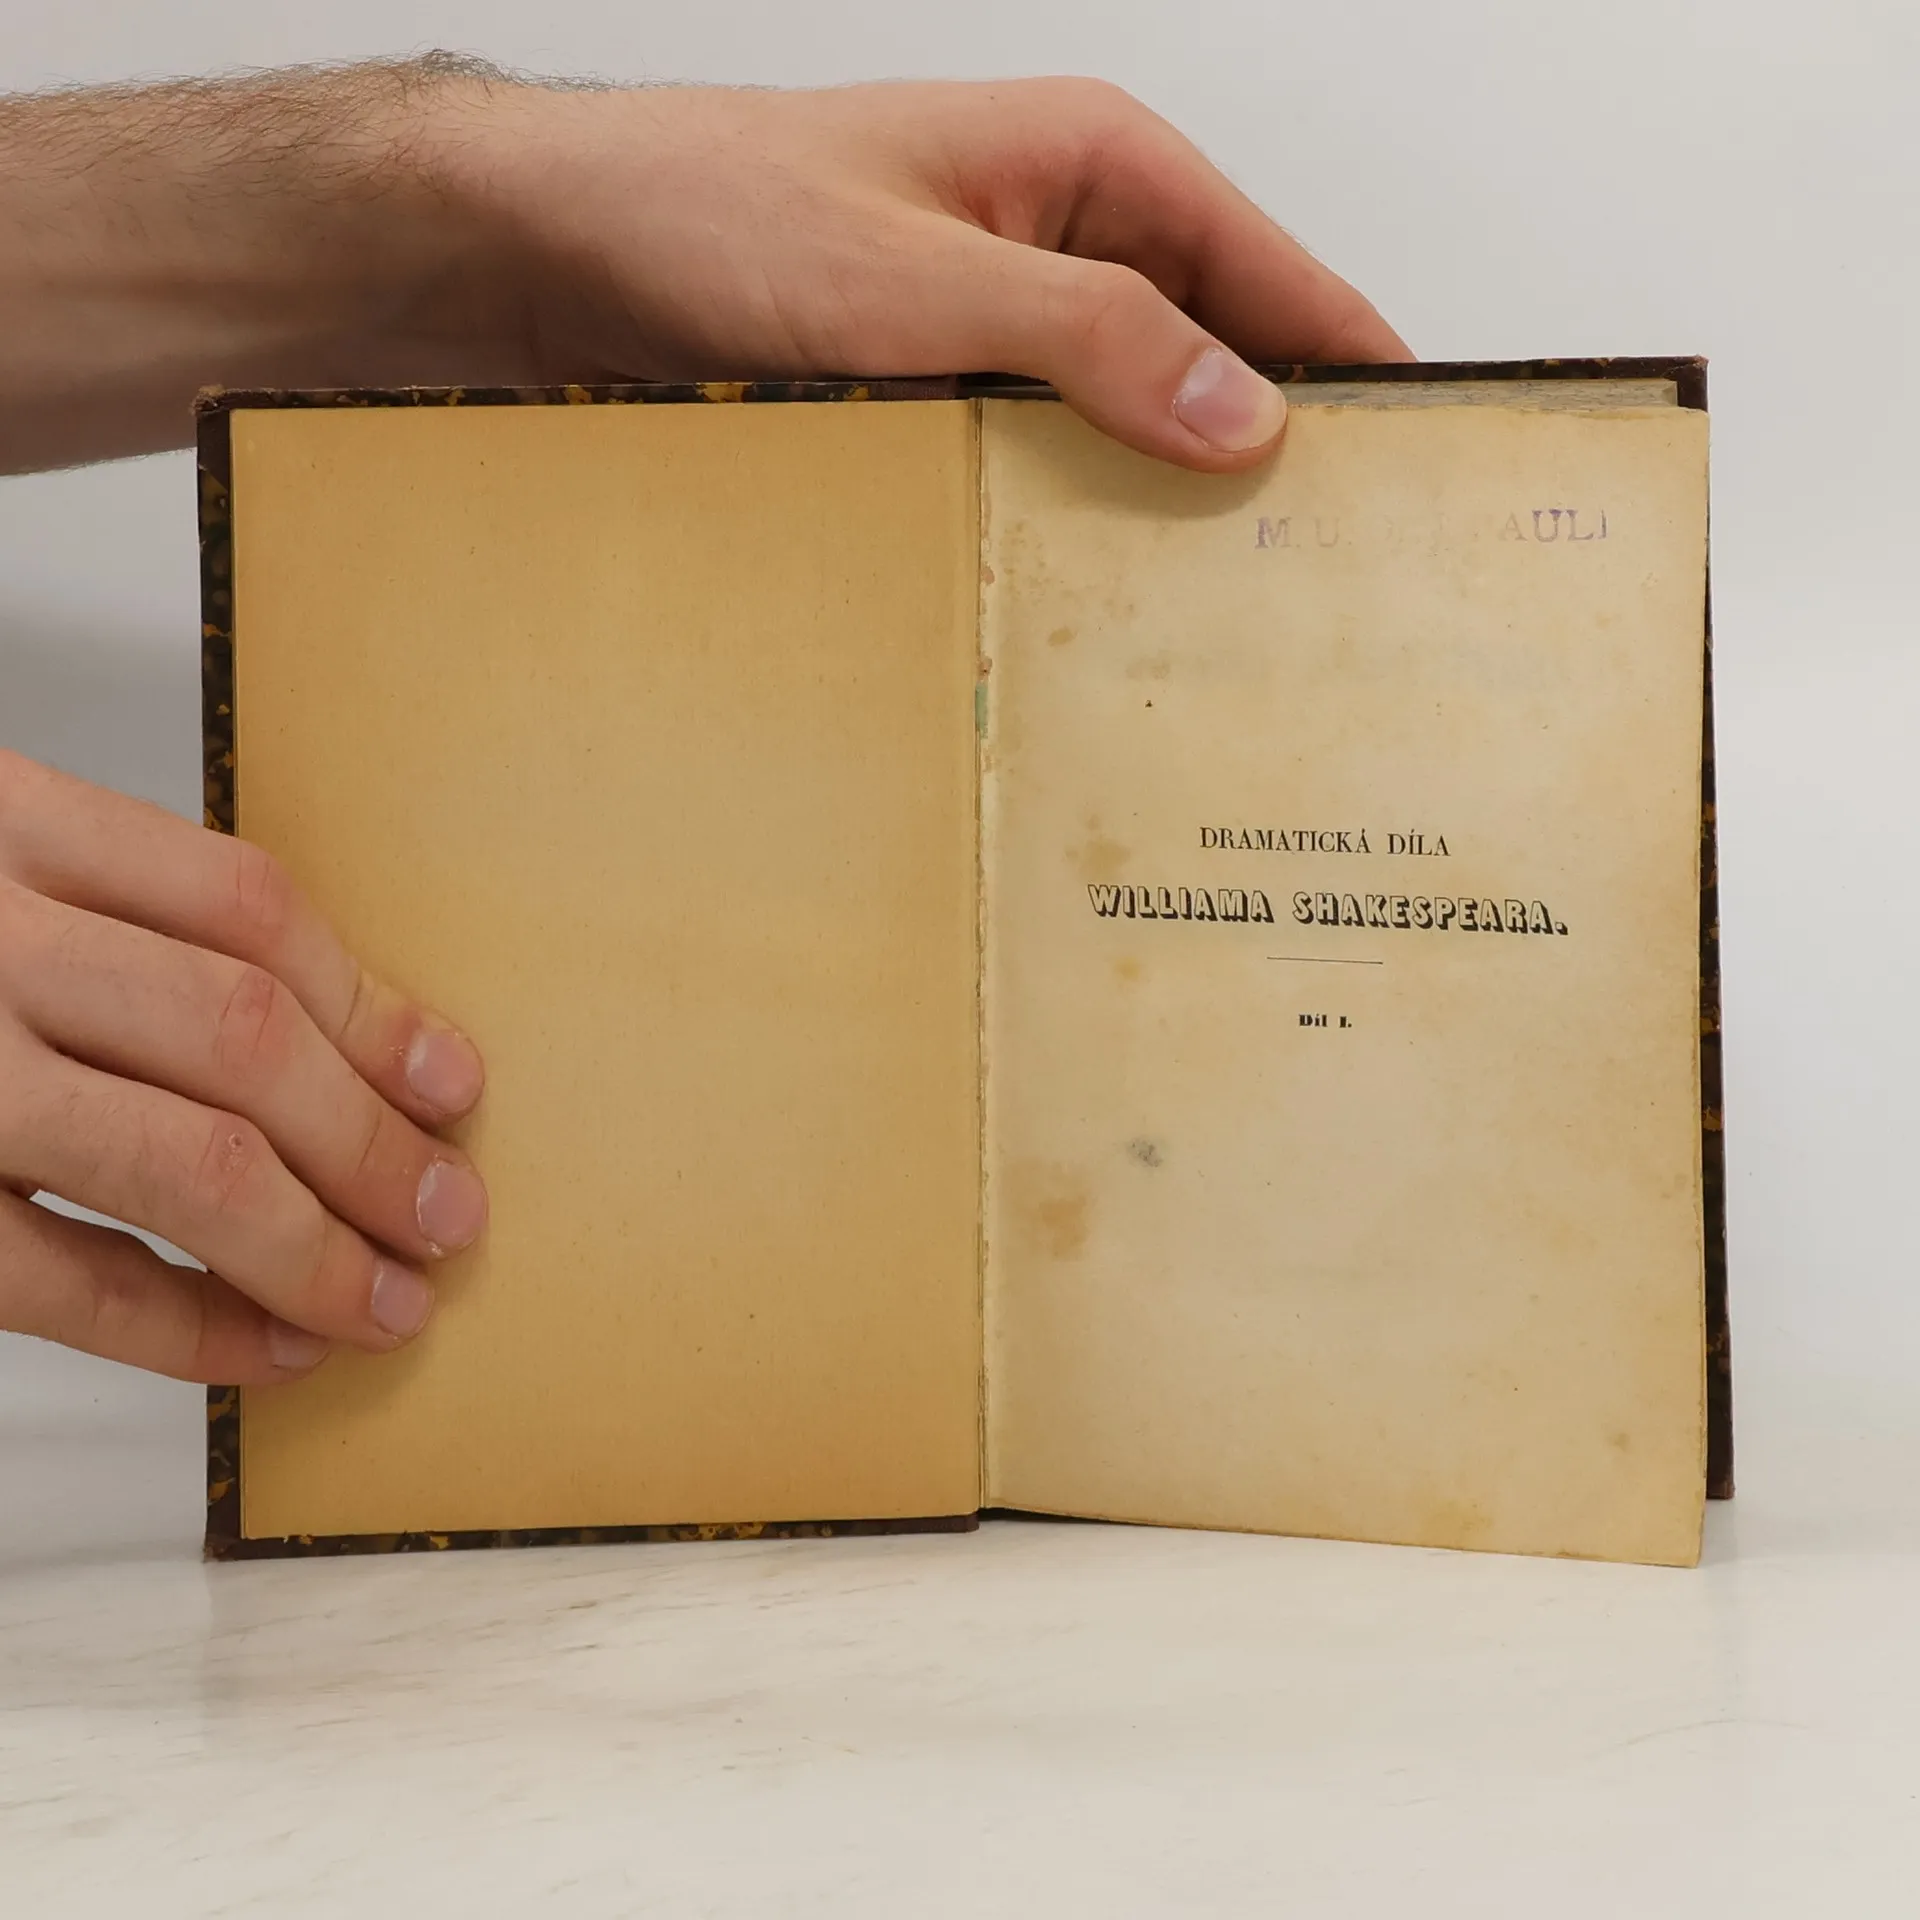 DRAMATICKÁ DÍLA
WILLIAMA SHAKESPEARA.
Díl I.